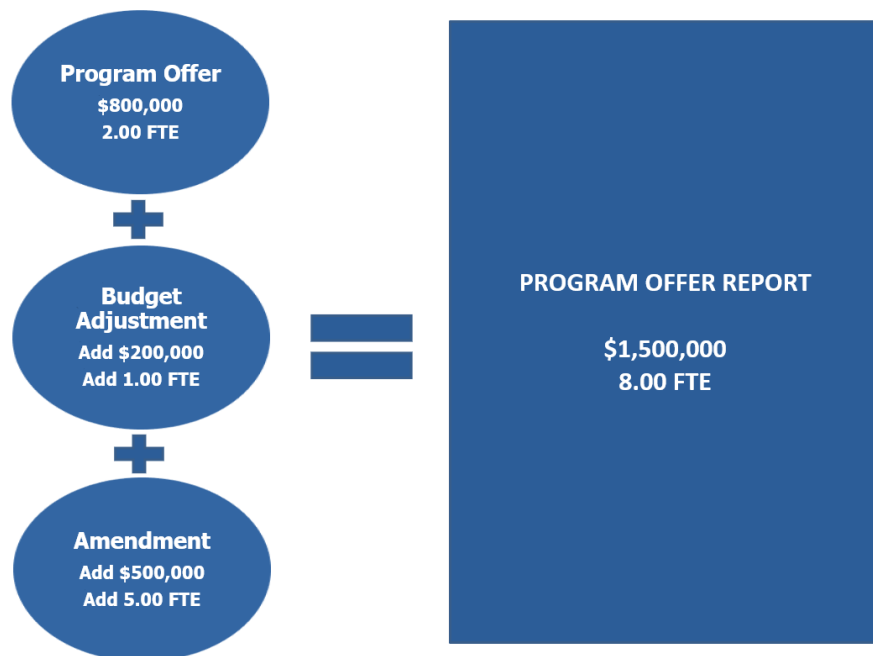 Program Offer
$800,000
2.00 FTE
Budget
Adjustment
Add $200,000
Add 1.00 FTE
Amendment
Add $500,000
Add 5.00 FTE
PROGRAM OFFER REPORT
$1,500,000
8.00 FTE